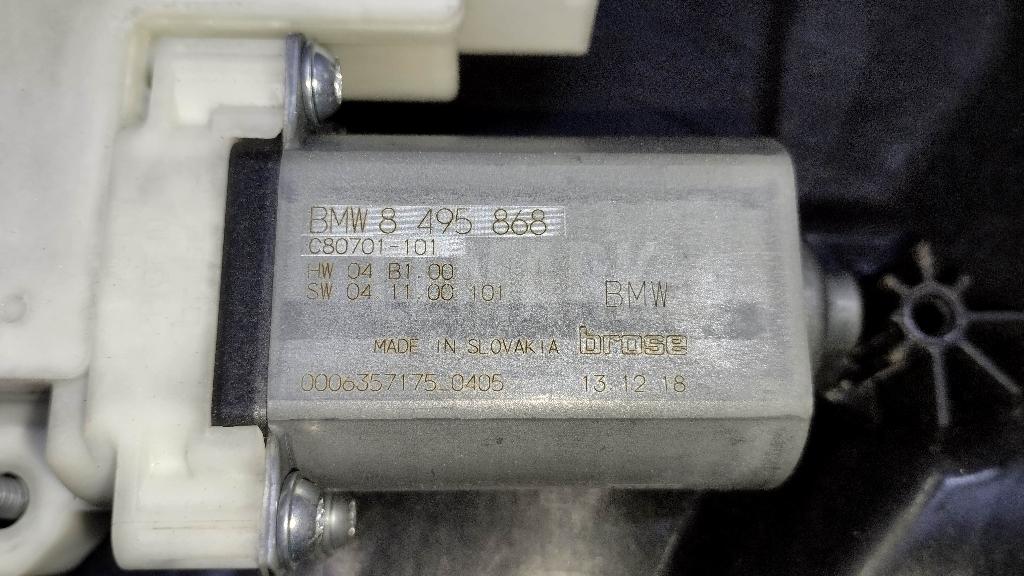 BMW 8 495 868
C80701-101
HW 04 B1 00
SW 04 11 00 101
BMW
MADE IN SLOVAKIA brose
0006357175_0405 13.12.18